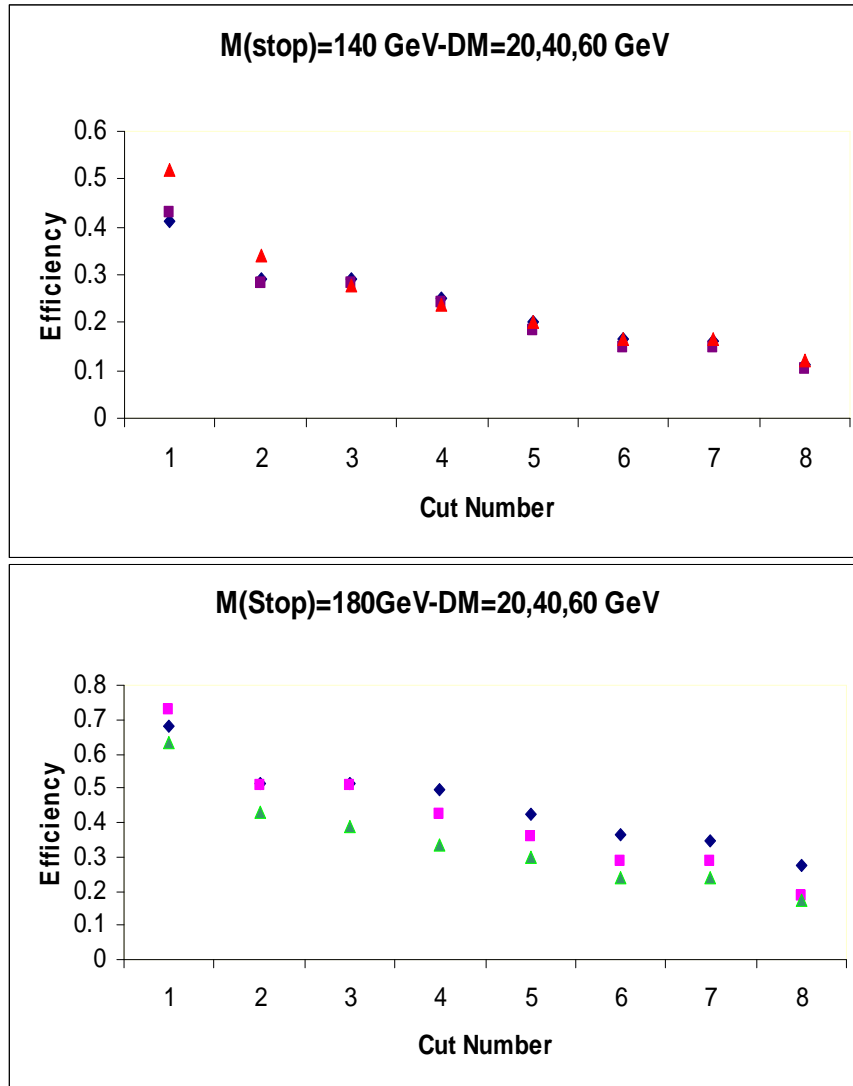 M(stop)=140 GeV-DM=20,40,60 GeV
0.6
0.5
0.4
0.3
0.2
0.1
0
Efficiency
1 2 3 4 5 6 7 8
Cut Number
M(Stop)=180GeV-DM=20,40,60 GeV
0.8
0.7
0.6
0.5
0.4
0.3
0.2
0.1
0
Efficiency
1 2 3 4 5 6 7 8
Cut Number